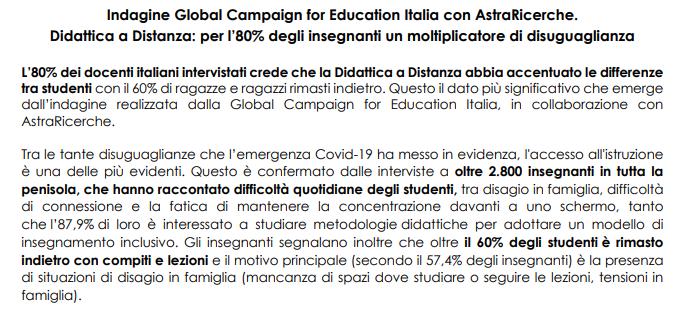 Indagine Global Campaign for Education Italia con AstraRicerche.
Didattica a Distanza: per l'80% degli insegnanti un moltiplicatore di disuguaglianza
L'80% dei docenti italiani intervistati crede che la Didattica a Distanza abbia accentuato le differenze
tra studenti con il 60% di ragazze e ragazzi rimasti indietro. Questo il dato più significativo che emerge
dall'indagine realizzata dalla Global Campaign for Education Italia, in collaborazione con
AstraRicerche.
Tra le tante disuguaglianze che l'emergenza Covid-19 ha messo in evidenza, l'accesso all'istruzione
è una delle più evidenti. Questo è confermato dalle interviste a oltre 2.800 insegnanti in tutta la
penisola, che hanno raccontato difficoltà quotidiane degli studenti, tra disagio in famiglia, difficoltà
di connessione e la fatica di mantenere la concentrazione davanti a uno schermo, tanto
che l'87,9% di loro è interessato a studiare metodologie didattiche per adottare un modello di
insegnamento inclusivo. Gli insegnanti segnalano inoltre che oltre il 60% degli studenti è rimasto
indietro con compiti e lezioni e il motivo principale (secondo il 57,4% degli insegnanti) è la presenza
di situazioni di disagio in famiglia (mancanza di spazi dove studiare o seguire le lezioni, tensioni in
famiglia).